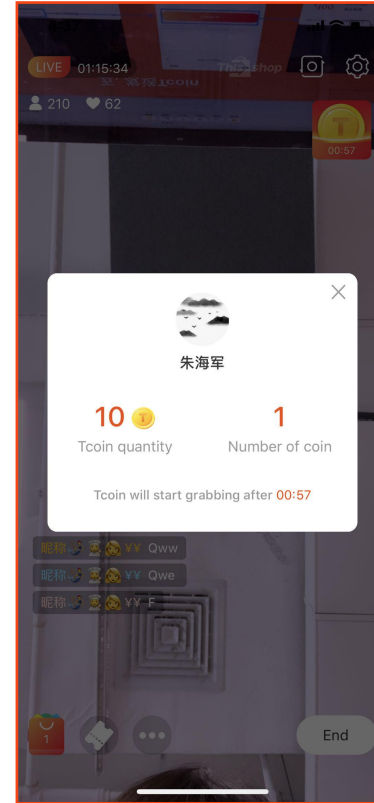 LIVE 01:15:34
210 62
00:57
朱海军
10 1
Tcoin quantity Number of coin
Tcoin will start grabbing after 00:57
昵称 ¥¥ Qww
昵称 ¥¥ Qwe
昵称 ¥¥ F
1
End